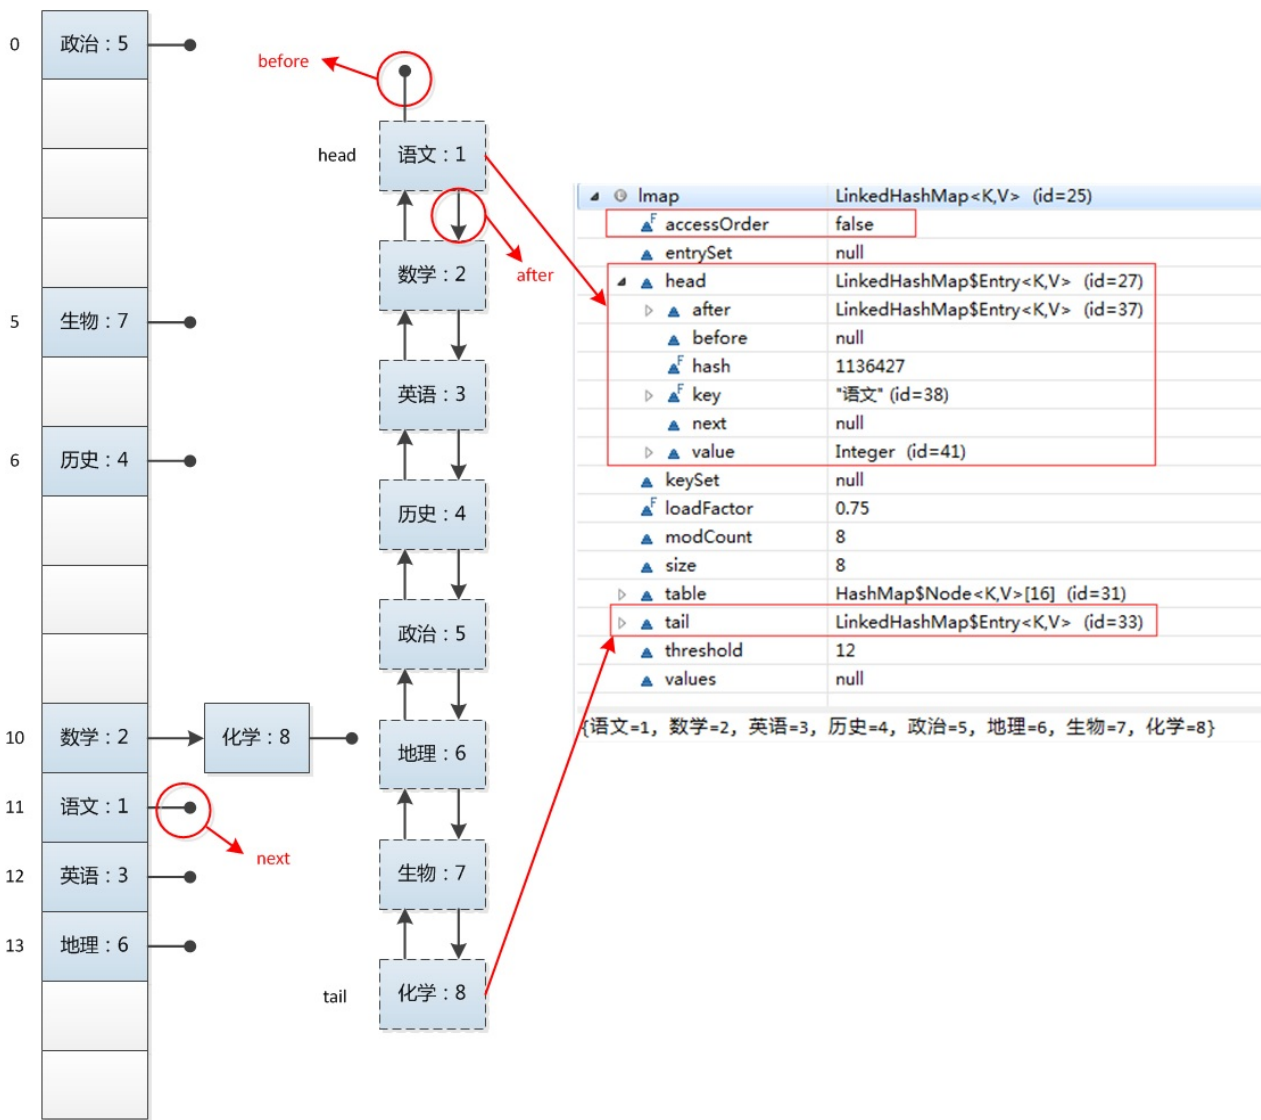 0
政治：5
5
生物：7
6
历史：4
10
数学：2
化学：8
11
语文：1
next
12
英语：3
13
地理：6
before
head
语文：1
after
数学：2
英语：3
历史：4
政治：5
地理：6
生物：7
tail
化学：8
lmap LinkedHashMap<K,V> (id=25)
F accessOrder false
entrySet null
head LinkedHashMap$Entry<K,V> (id=27)
after LinkedHashMap$Entry<K,V> (id=37)
before null
F hash 1136427
F key "语文" (id=38)
next null
value Integer (id=41)
keySet null
F loadFactor 0.75
modCount 8
size 8
table HashMap$Node<K,V>[16] (id=31)
tail LinkedHashMap$Entry<K,V> (id=33)
threshold 12
values null
{语文=1, 数学=2, 英语=3, 历史=4, 政治=5, 地理=6, 生物=7, 化学=8}